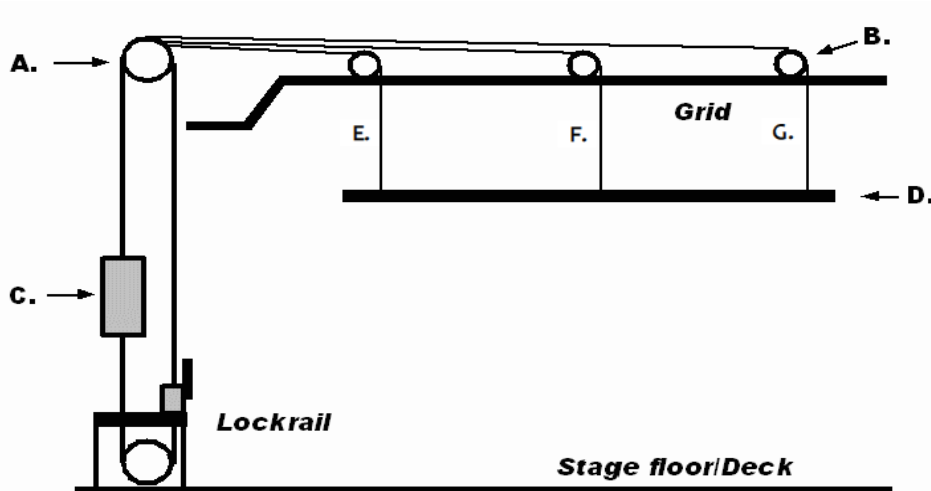 A.
B.
Grid
E.
F.
G.
D.
C.
Lockrail
Stage floor/Deck